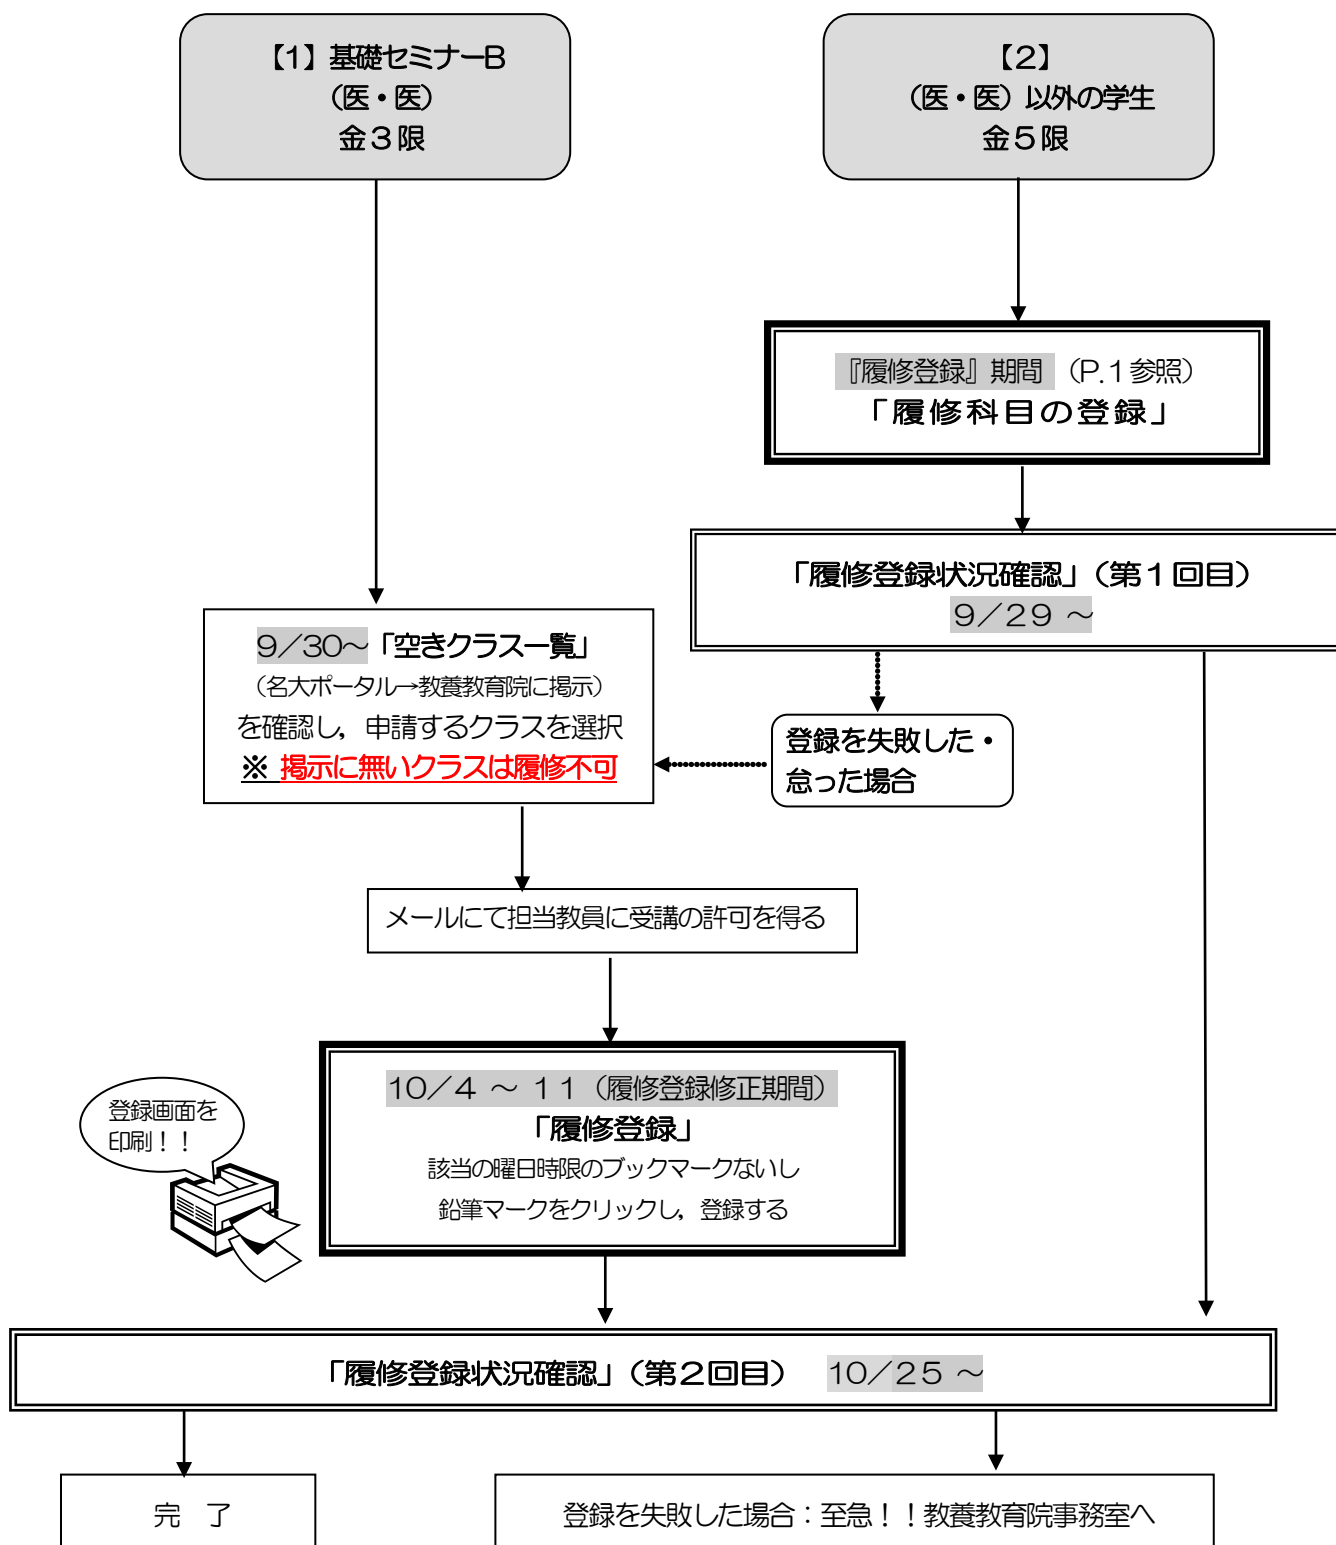 【1】基礎セミナーB
（医・医）
金３限
【2】
（医・医）以外の学生
金５限
『履修登録』期間 （P.１参照）
「履修科目の登録」
「履修登録状況確認」（第１回目）
９／２９ ～
9／30～「空きクラス一覧」
（名大ポータル→教養教育院に掲示）
を確認し，申請するクラスを選択
※ 掲示に無いクラスは履修不可
登録を失敗した・
怠った場合
メールにて担当教員に受講の許可を得る
10／４ ～ １１（履修登録修正期間）
「履修登録」
該当の曜日時限のブックマークないし
鉛筆マークをクリックし，登録する
登録画面を
印刷！！
「履修登録状況確認」（第２回目） 10／２５ ～
完 了
登録を失敗した場合：至急！！教養教育院事務室へ